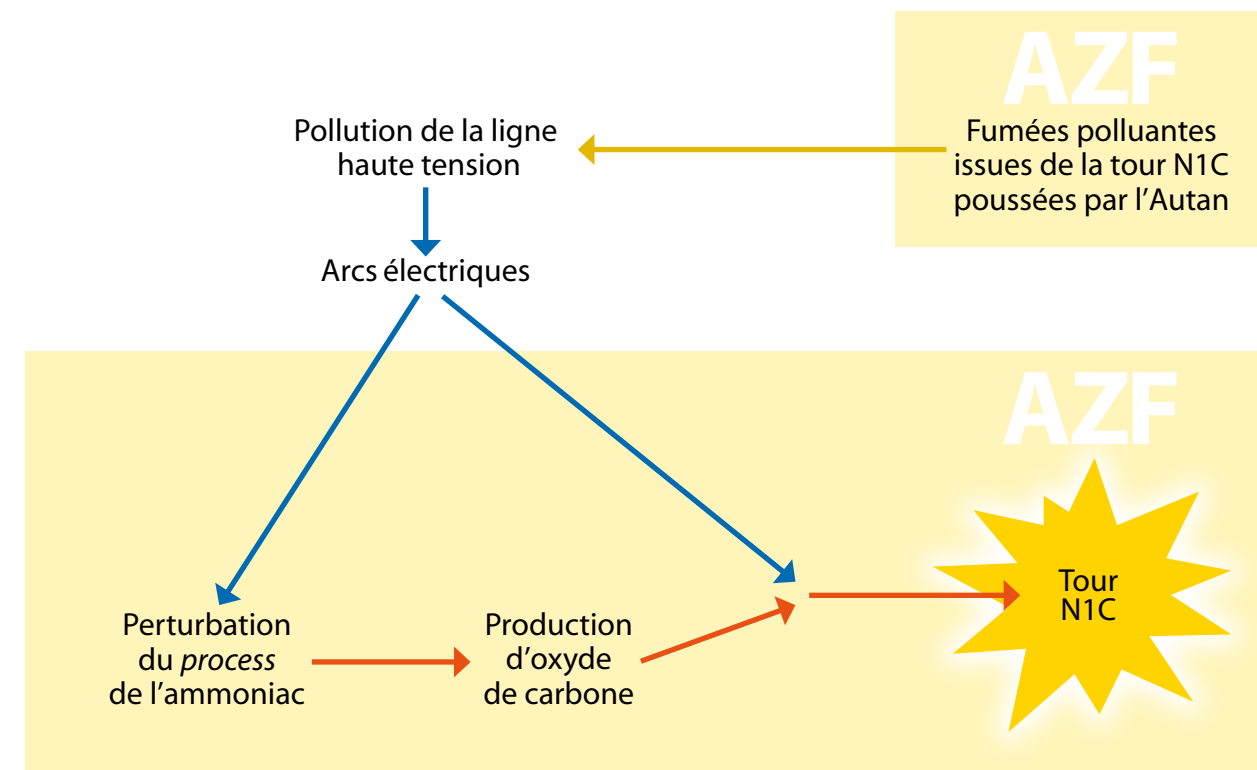 AZF
Pollution de la ligne
haute tension
Fumées polluantes
issues de la tour N1C
poussées par l’Autan
Arcs électriques
AZF
Tour
N1C
Perturbation
du process
de l’ammoniac
Production
d’oxyde
de carbone